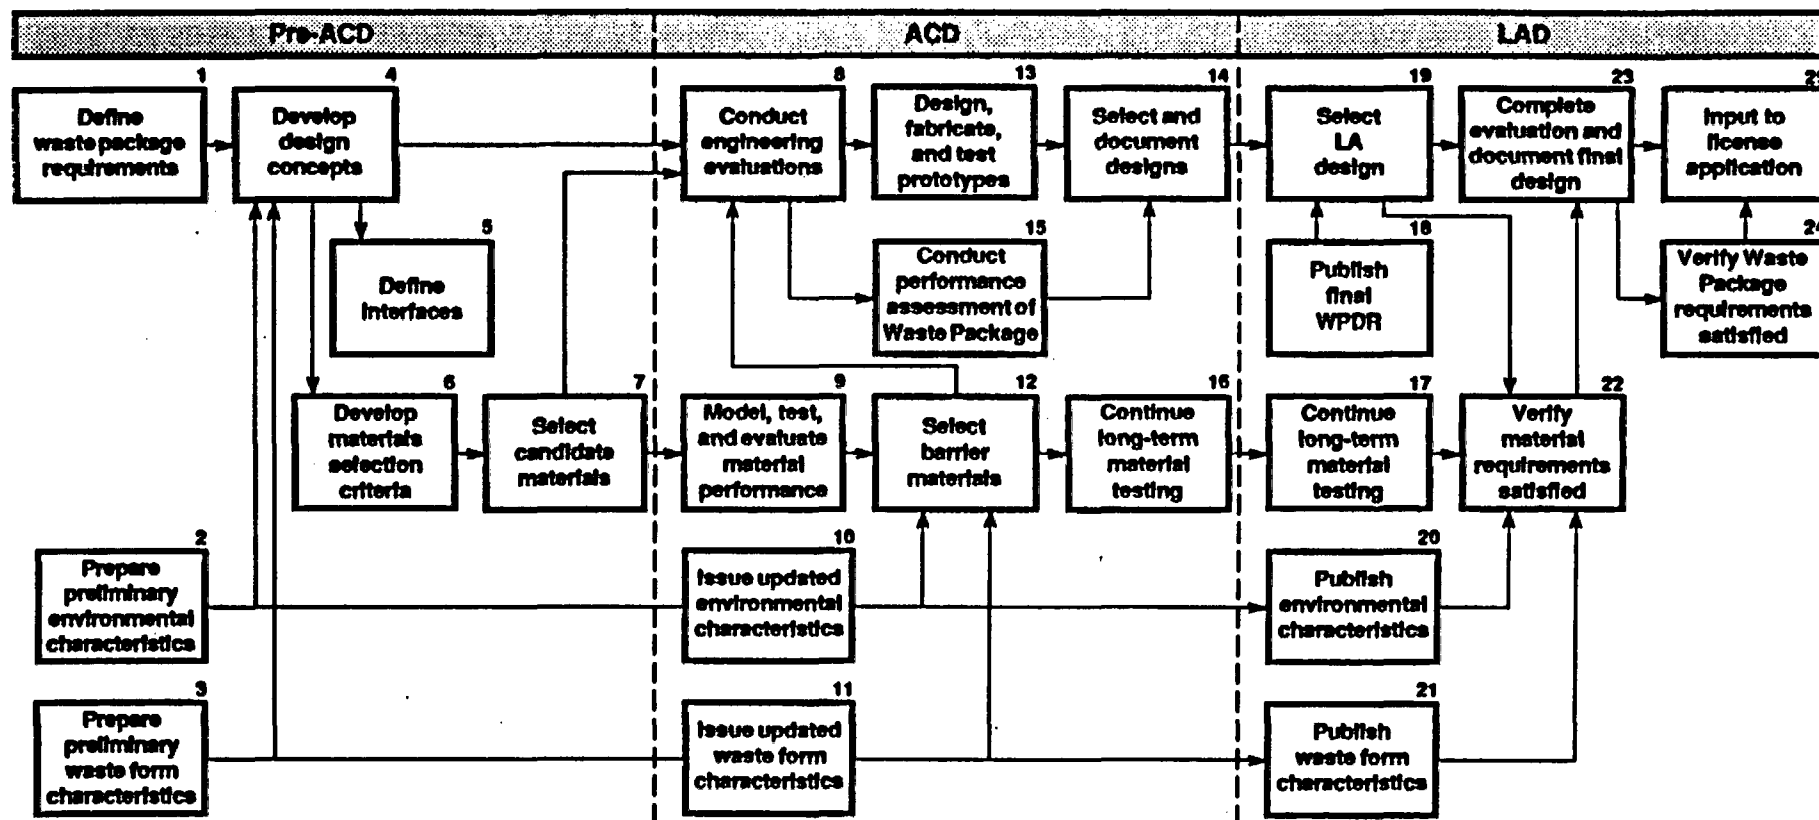 Pre-ACD
ACD
LAD
1
Define
waste package
requirements
4
Develop
design
concepts
8
Conduct
engineering
evaluations
13
Design,
fabricate,
and test
prototypes
14
Select and
document
designs
19
Select
LA
design
23
Complete
evaluation and
document final
design
Input to
license
application
5
Define
interfaces
15
Conduct
performance
assessment of
Waste Package
18
Publish
final
WPDR
24
Verify Waste
Package
requirements
satisfied
6
Develop
materials
selection
criteria
7
Select
candidate
materials
9
Model, test,
and evaluate
material
performance
12
Select
barrier
materials
16
Continue
long-term
material
testing
17
Continue
long-term
material
testing
22
Verify
material
requirements
satisfied
2
Prepare
preliminary
environmental
characteristics
10
Issue updated
environmental
characteristics
20
Publish
environmental
characteristics
3
Prepare
preliminary
waste form
characteristics
11
Issue updated
waste form
characteristics
21
Publish
waste form
characteristics